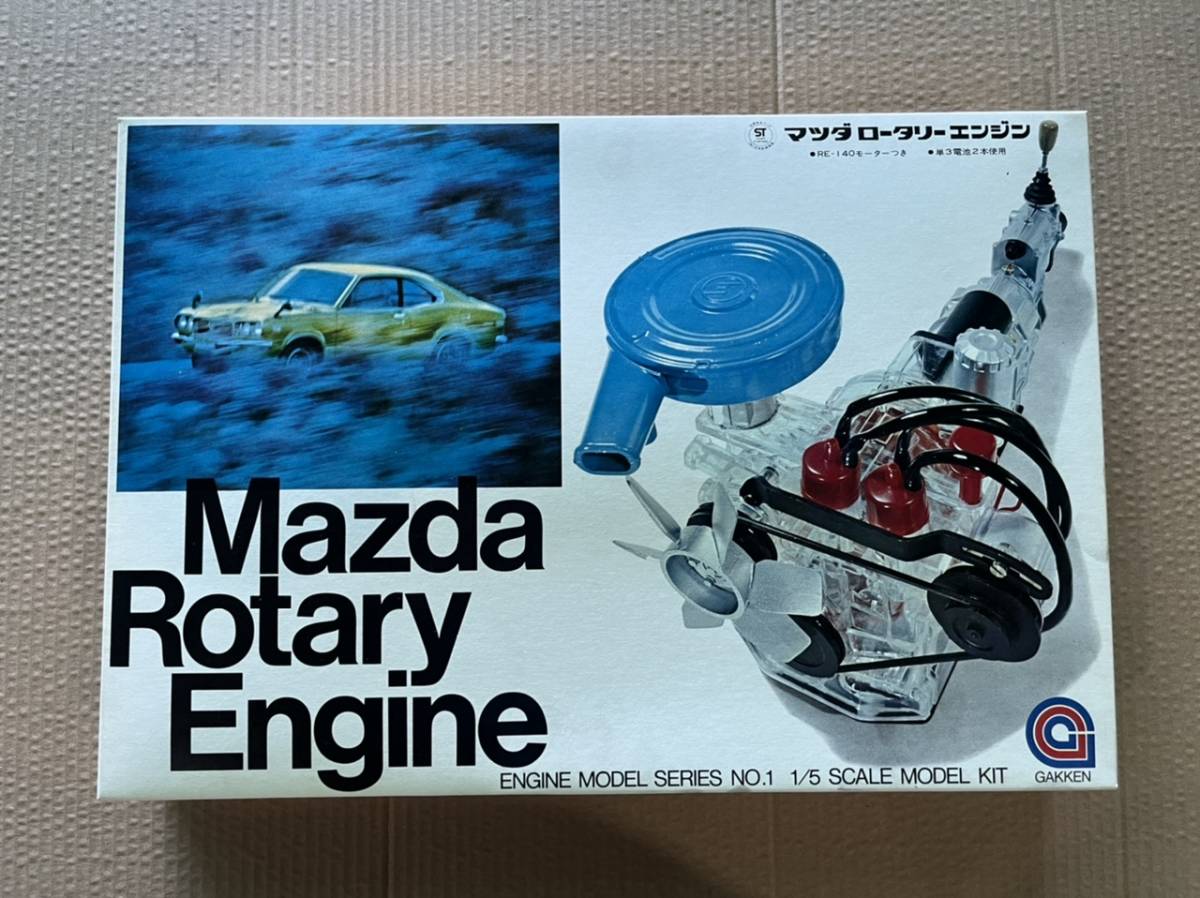 ST
マツダ ロータリーエンジン
●RE-140モーターつき ●単3電池2本使用
Mazda
Rotary
Engine
ENGINE MODEL SERIES NO.1 1/5 SCALE MODEL KIT
GAKKEN